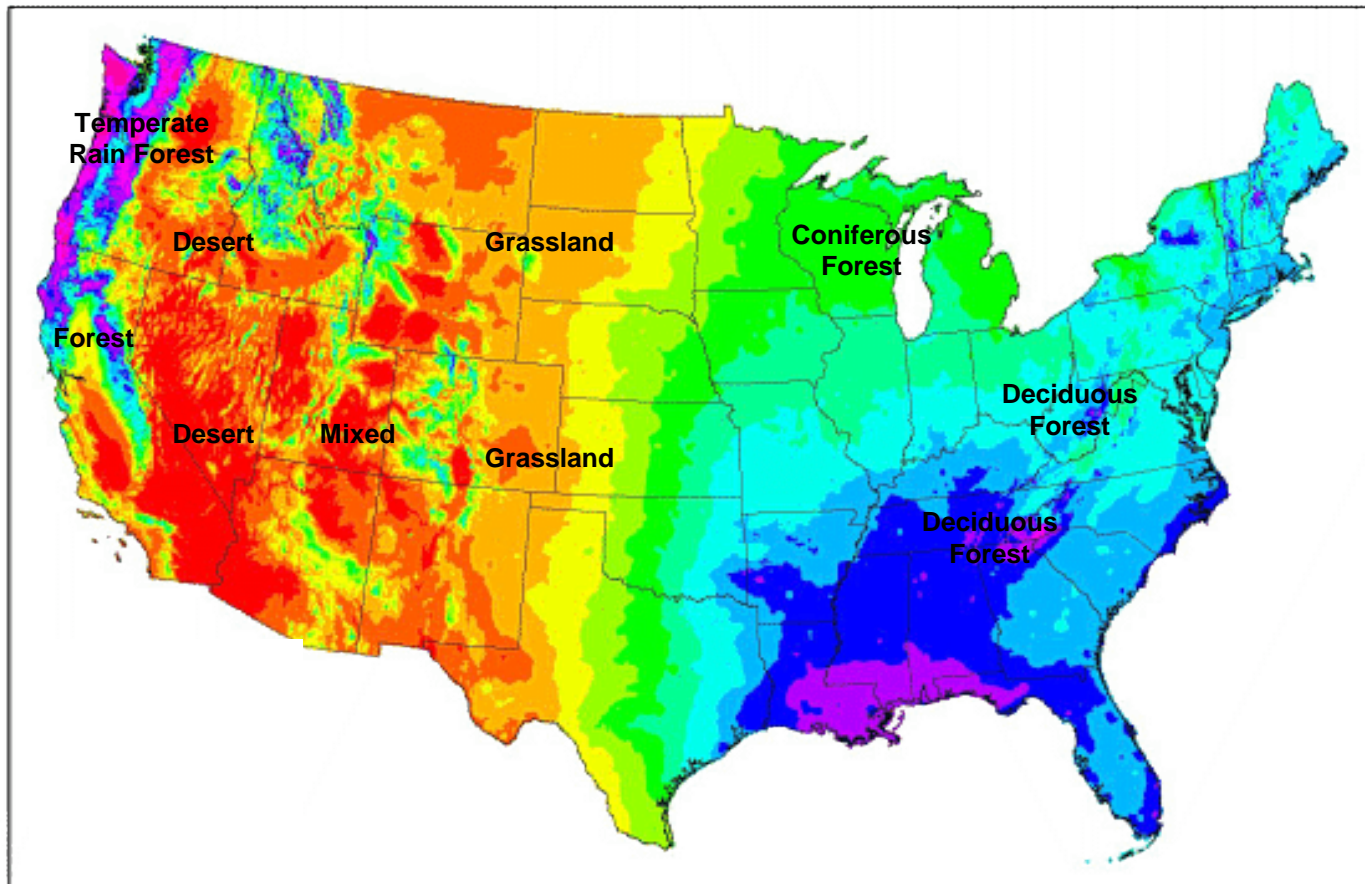 Temperate
Rain Forest
Desert
Grassland
Coniferous
Forest
Forest
Deciduous
Forest
Desert
Mixed
Grassland
Deciduous
Forest